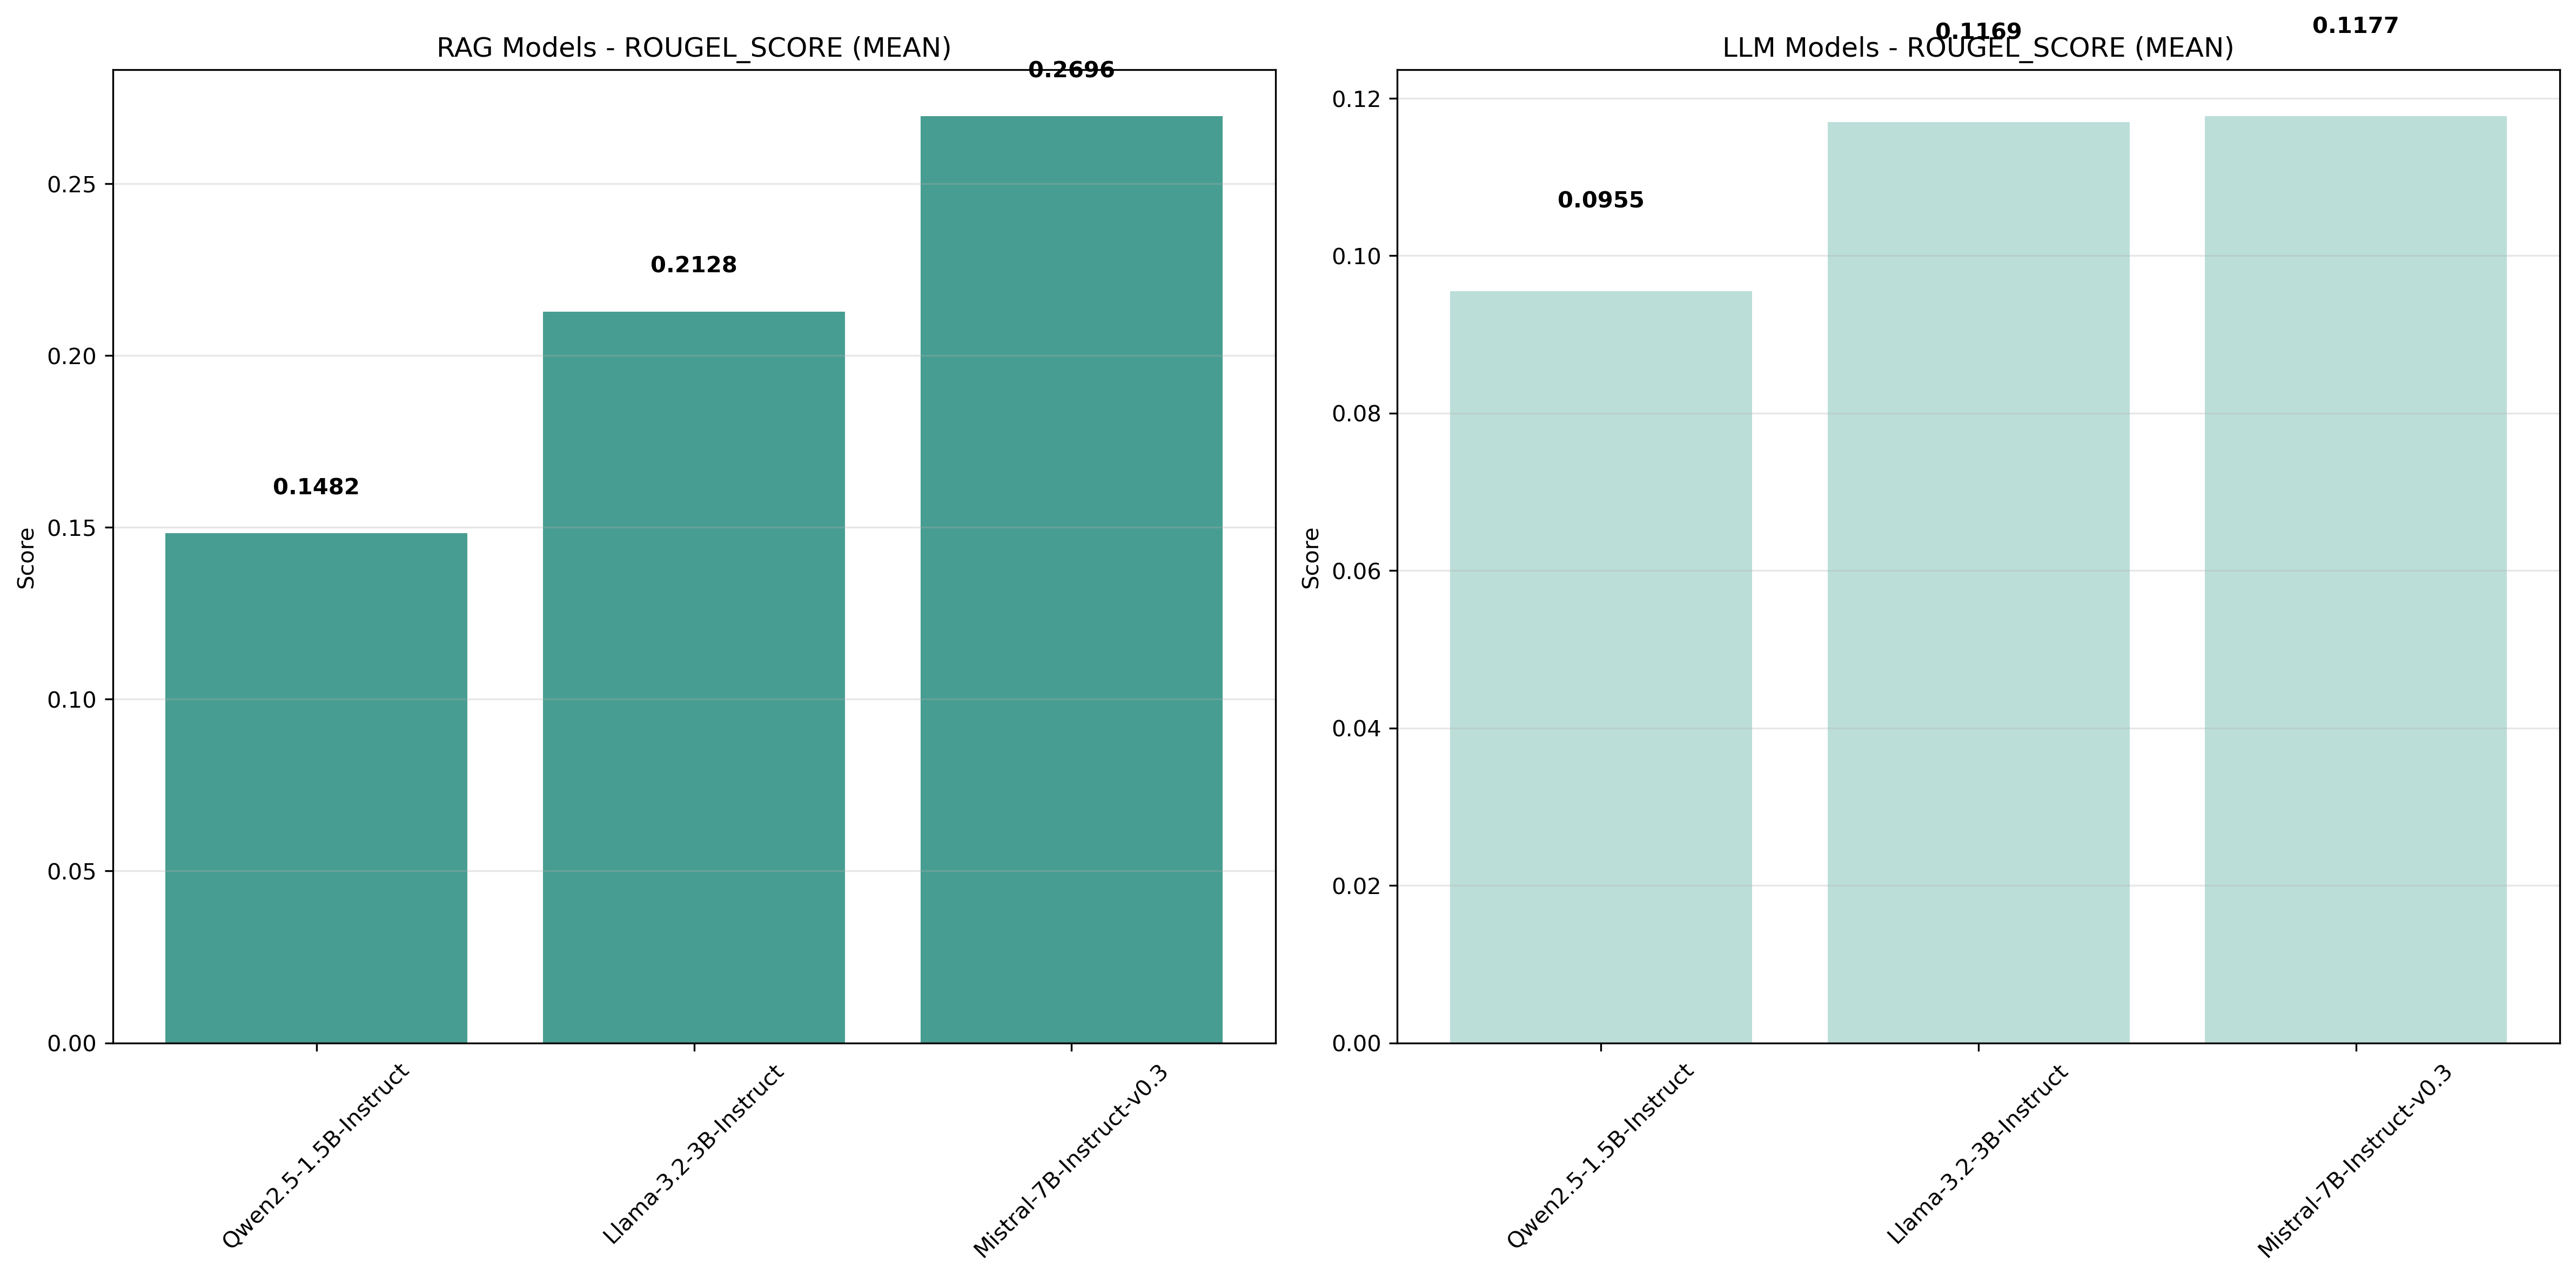 RAG Models - ROUGEL_SCORE (MEAN)
0.2696
0.2128
0.1482
Score
0.25
0.20
0.15
0.10
0.05
0.00
Qwen2.5-1.5B-Instruct
Llama-3.2-3B-Instruct
Mistral-7B-Instruct-v0.3
LLM Models - ROUGEL_SCORE (MEAN)
0.1169
0.1177
0.0955
Score
0.12
0.10
0.08
0.06
0.04
0.02
0.00
Qwen2.5-1.5B-Instruct
Llama-3.2-3B-Instruct
Mistral-7B-Instruct-v0.3